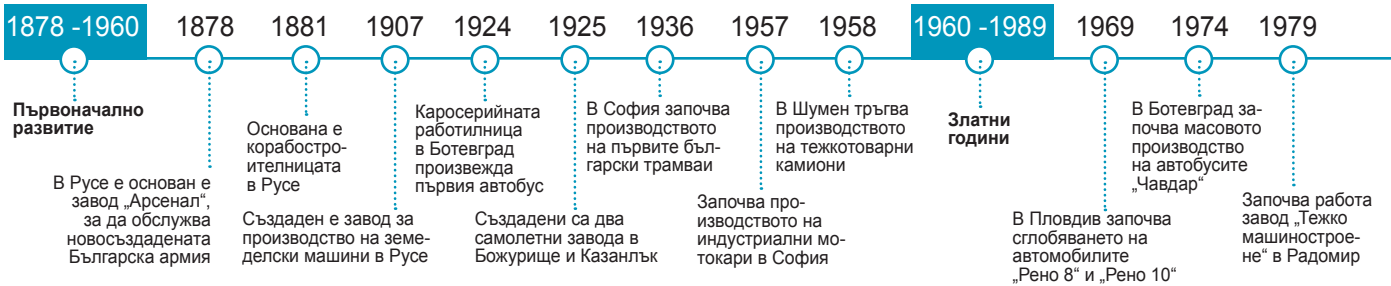 1878 -1960
1878
1881
1907
1924
1925
1936
1957
1958
1960 -1989
1969
1974
1979
Първоначално
развитие
В Русе е основан е
завод „Арсенал“,
за да обслужва
новосъздадената
Българска армия
Основана е
корабостро-
ителницата
в Русе
Създаден е завод за
производство на земе-
делски машини в Русе
Каросерийната
работилница
в Ботевград
произвежда
първия автобус
Създадени са два
самолетни завода в
Божурище и Казанлък
В София започва
производството
на първите бъл-
гарски трамваи
Започва про-
изводството на
индустриални мо-
токари в София
В Шумен тръгва
производството
на тежкотоварни
камиони
Златни
години
В Пловдив започва
сглобяването на
автомобилите
„Рено 8“ и „Рено 10“
В Ботевград за-
почва масовото
производство
на автобусите
„Чавдар“
Започва работа
завод „Тежко
машинострое-
не“ в Радомир